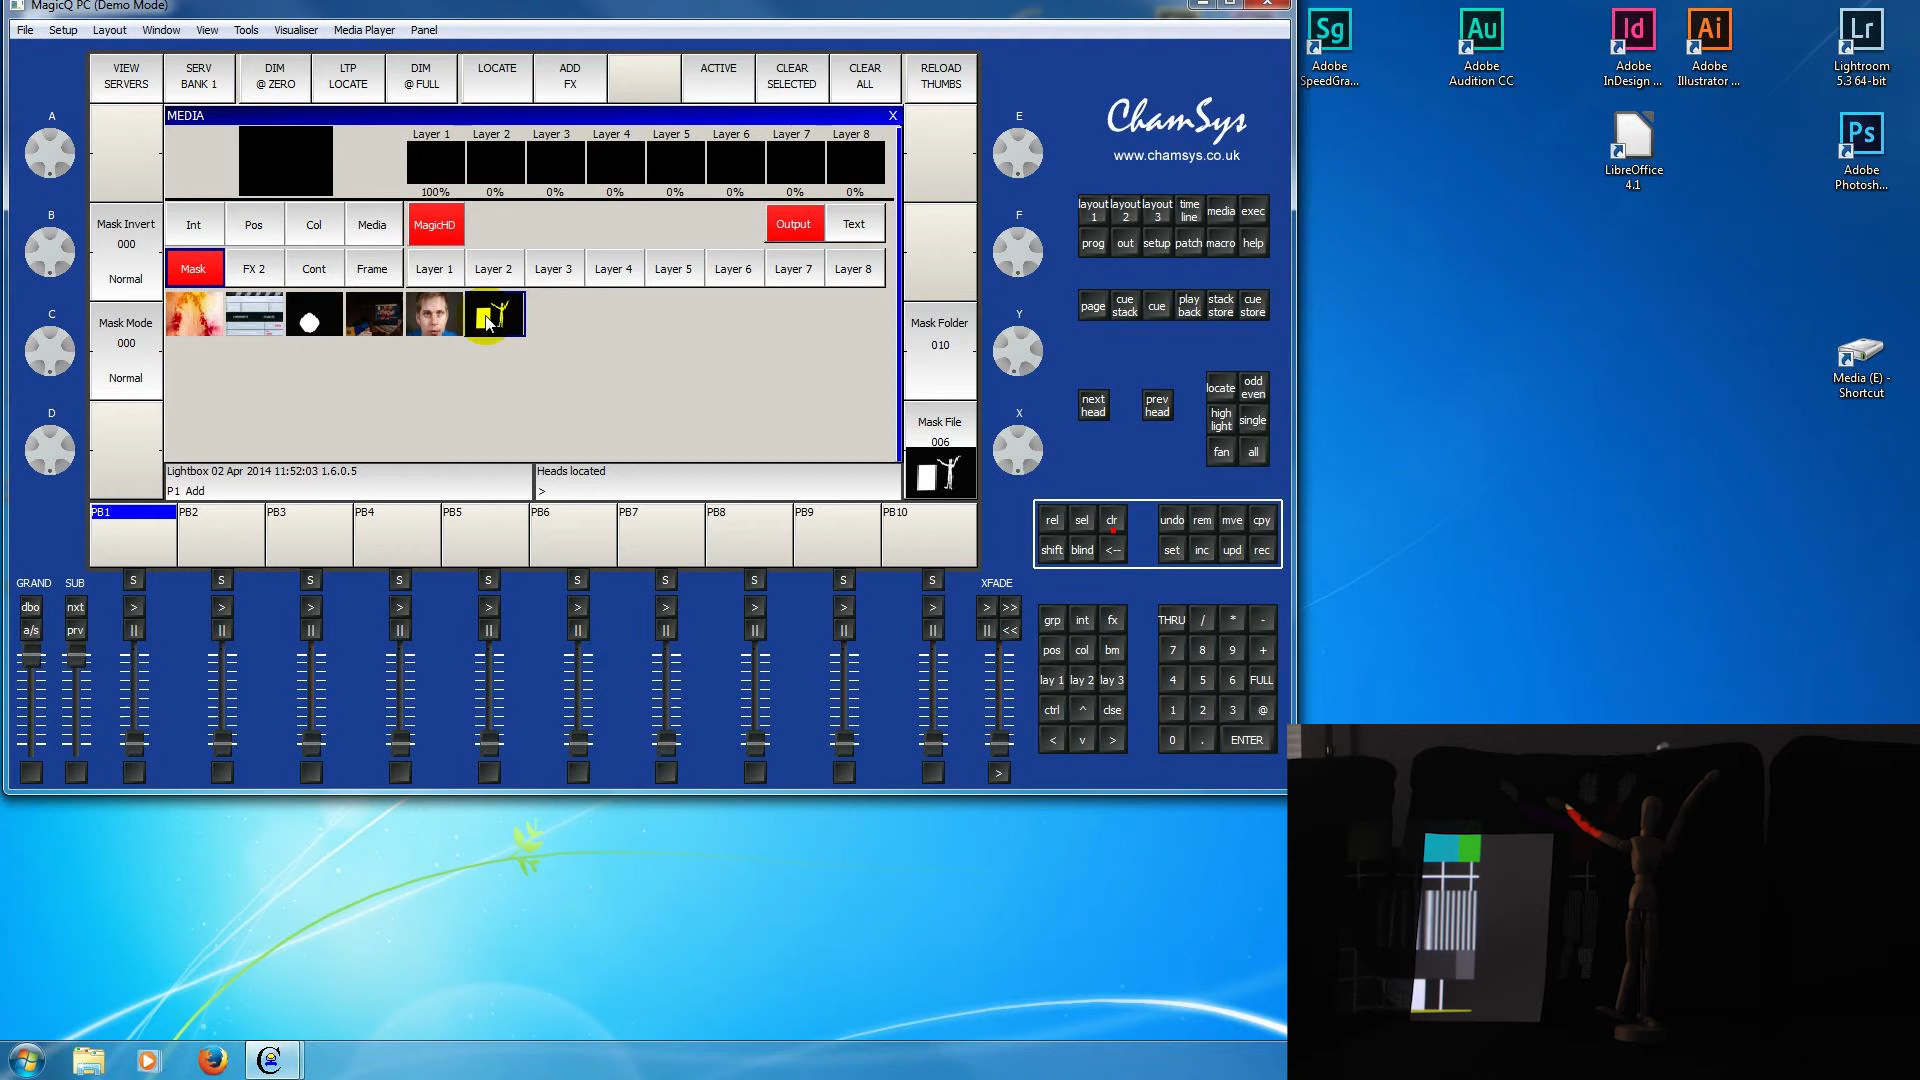 MagicQ PC (Demo Mode)
File Setup Layout Window View Tools Visualiser Media Player Panel
VIEW SERVERS
SERV BANK 1
DIM @ ZERO
LTP LOCATE
DIM @ FULL
LOCATE
ADD FX
ACTIVE
CLEAR SELECTED
CLEAR ALL
RELOAD THUMBS
MEDIA X
Layer 1 Layer 2 Layer 3 Layer 4 Layer 5 Layer 6 Layer 7 Layer 8
100% 0% 0% 0% 0% 0% 0% 0%
Int Pos Col Media MagicHD Output Text
Mask FX 2 Cont Frame Layer 1 Layer 2 Layer 3 Layer 4 Layer 5 Layer 6 Layer 7 Layer 8
A
B
C
D
Mask Invert
000
Normal
Mask Mode
000
Normal
Mask Folder
010
Mask File
006
E
F
Y
X
Lightbox 02 Apr 2014 11:52:03 1.6.0.5
P1 Add
Heads located
>
PB1 PB2 PB3 PB4 PB5 PB6 PB7 PB8 PB9 PB10
GRAND SUB XFADE
S S S S S S S S S S
dbo nxt > > > > > > > > > > > >>
a/s prv || || || || || || || || || || || <<
>
ChamSys
www.chamsys.co.uk
layout 1 layout 2 layout 3 time line media exec
prog out setup patch macro help
page cue stack cue play back stack store cue store
next head prev head
locate odd even
high light single
fan all
rel sel clr undo rem mve cpy
shift blind <-- set inc upd rec
grp int fx THRU / * -
pos col bm 7 8 9 +
lay 1 lay 2 lay 3 4 5 6 FULL
ctrl ^ clse 1 2 3 @
< v > 0 . ENTER
Sg
Adobe SpeedGra...
Au
Adobe Audition CC
Id
Adobe InDesign ...
Ai
Adobe Illustrator ...
Lr
Lightroom 5.3 64-bit
LibreOffice 4.1
Ps
Adobe Photosh...
Media (E) - Shortcut